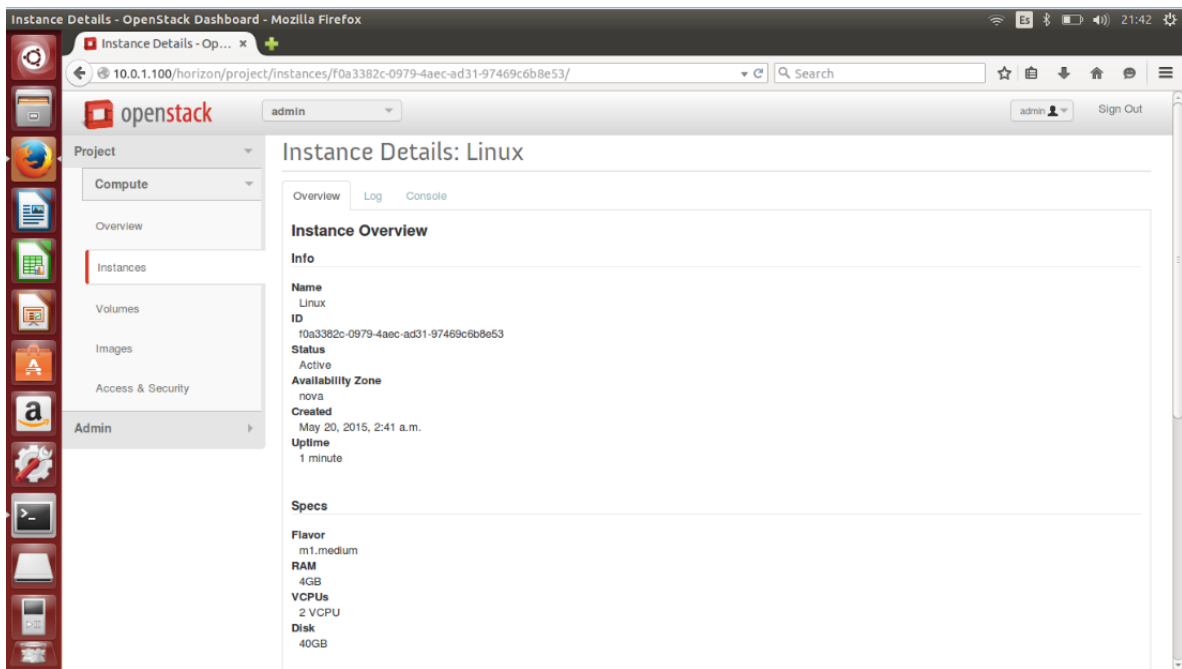 Instance Details - OpenStack Dashboard - Mozilla Firefox
Es
21:42
Instance Details - Op... ×
10.0.1.100/horizon/project/instances/f0a3382c-0979-4aec-ad31-97469c6b8e53/
Search
openstack
admin
admin
Sign Out
Project
Compute
Overview
Instances
Volumes
Images
Access & Security
Admin
Instance Details: Linux
Overview Log Console
Instance Overview
Info
Name
Linux
ID
f0a3382c-0979-4aec-ad31-97469c6b8e53
Status
Active
Availability Zone
nova
Created
May 20, 2015, 2:41 a.m.
Uptime
1 minute
Specs
Flavor
m1.medium
RAM
4GB
VCPUs
2 VCPU
Disk
40GB